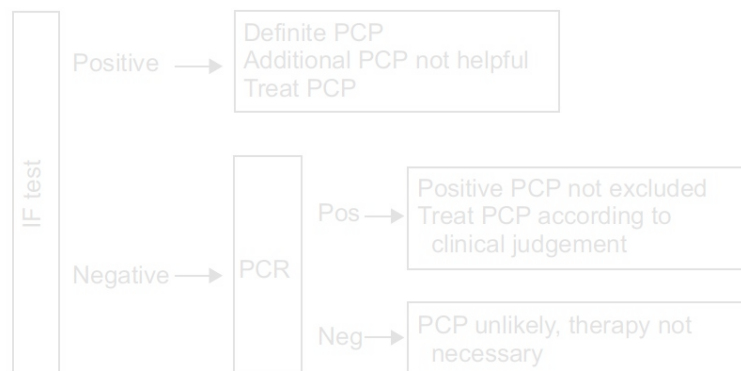 IF test
Positive
Definite PCP
Additional PCP not helpful
Treat PCP
Negative
PCR
Pos
Positive PCP not excluded
Treat PCP according to
clinical judgement
Neg
PCP unlikely, therapy not
necessary